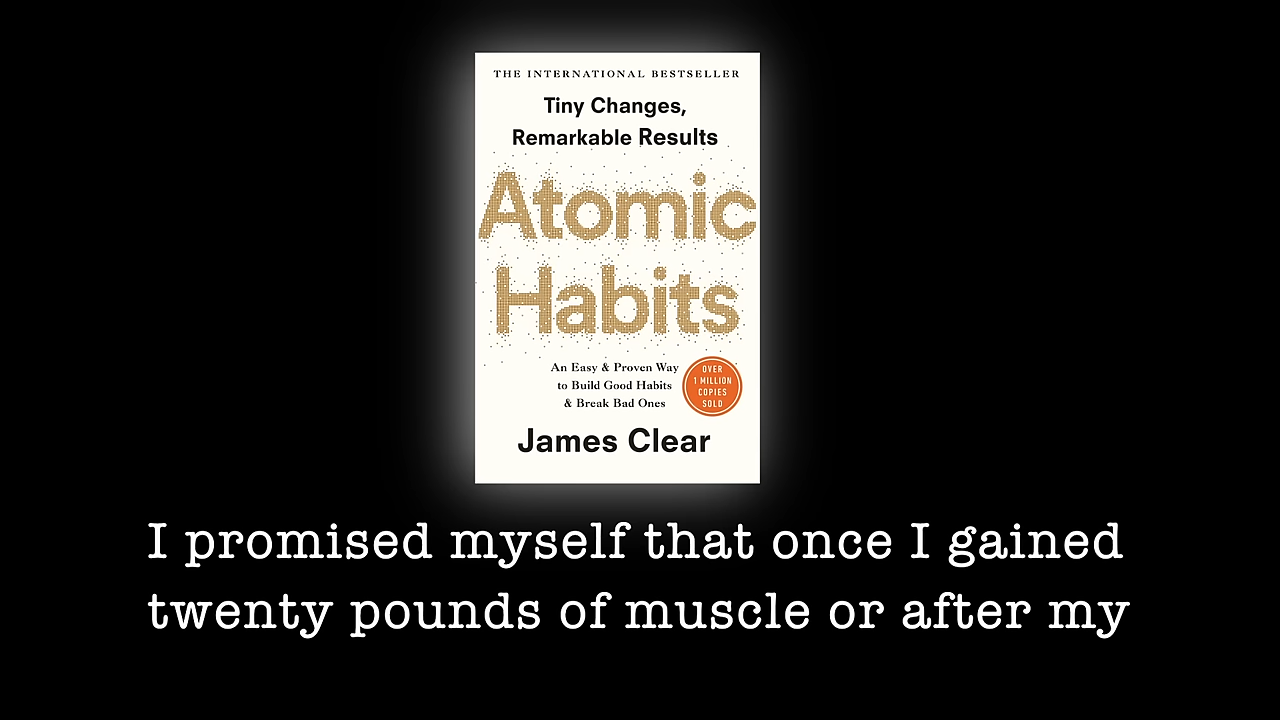 THE INTERNATIONAL BESTSELLER
Tiny Changes,
Remarkable Results
Atomic
Habits
An Easy & Proven Way
to Build Good Habits
& Break Bad Ones
OVER
1 MILLION
COPIES
SOLD
James Clear
I promised myself that once I gained
twenty pounds of muscle or after my